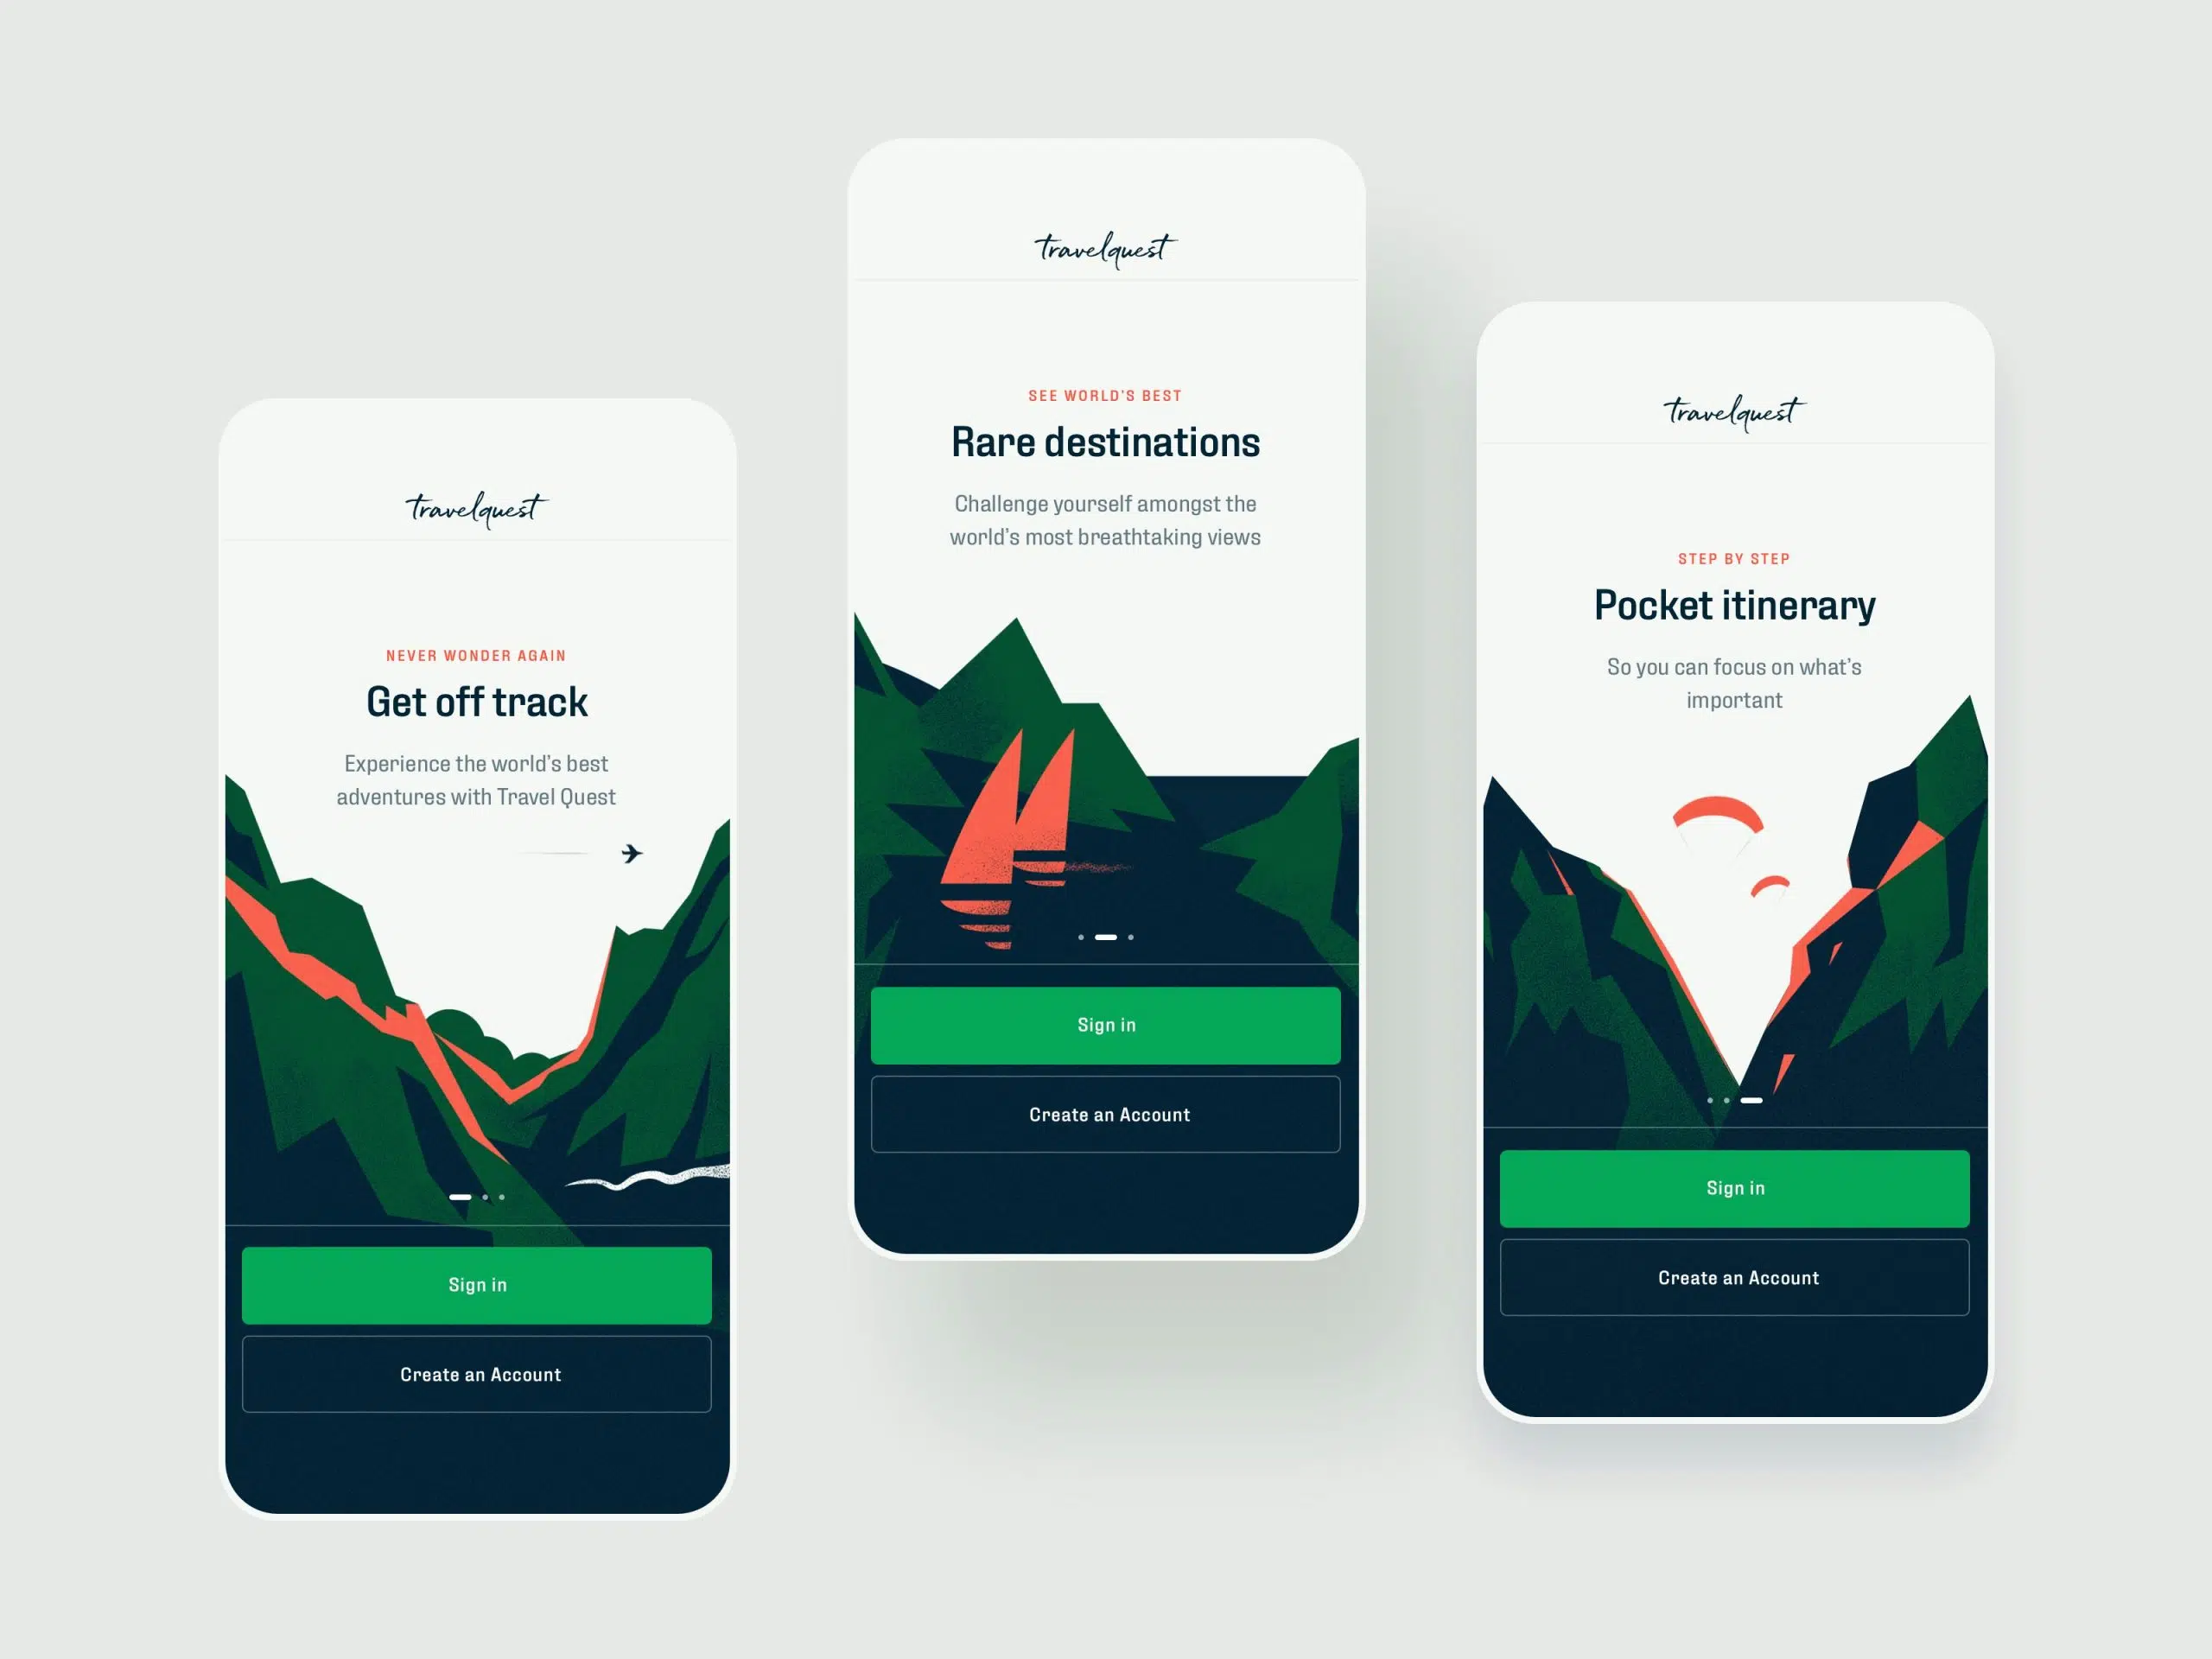 travelquest
NEVER WONDER AGAIN
Get off track
Experience the world's best
adventures with Travel Quest
Sign in
Create an Account
travelquest
SEE WORLD'S BEST
Rare destinations
Challenge yourself amongst the
world's most breathtaking views
Sign in
Create an Account
travelquest
STEP BY STEP
Pocket itinerary
So you can focus on what's
important
Sign in
Create an Account